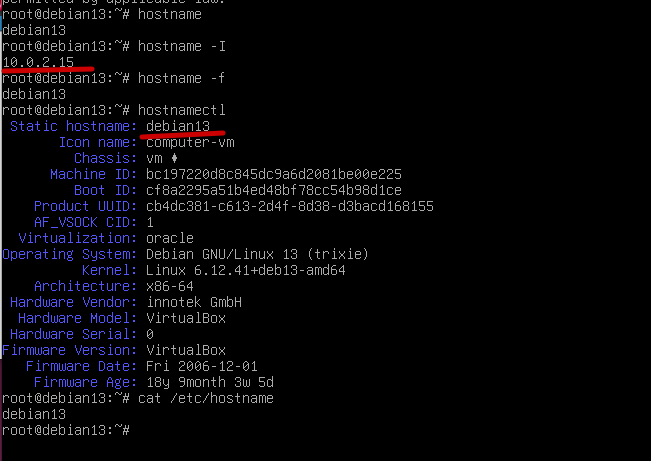 permitted by applicable law.
root@debian13:~# hostname
debian13
root@debian13:~# hostname -I
10.0.2.15
root@debian13:~# hostname -f
debian13
root@debian13:~# hostnamectl
Static hostname: debian13
Icon name: computer-vm
Chassis: vm ♦
Machine ID: bc197220d8c845dc9a6d2081be00e225
Boot ID: cf8a2295a51b4ed48bf78cc54b98d1ce
Product UUID: cb4dc381-c613-2d4f-8d38-d3bacd168155
AF_VSOCK CID: 1
Virtualization: oracle
Operating System: Debian GNU/Linux 13 (trixie)
Kernel: Linux 6.12.41+deb13-amd64
Architecture: x86-64
Hardware Vendor: innotek GmbH
Hardware Model: VirtualBox
Hardware Serial: 0
Firmware Version: VirtualBox
Firmware Date: Fri 2006-12-01
Firmware Age: 18y 9month 3w 5d
root@debian13:~# cat /etc/hostname
debian13
root@debian13:~#